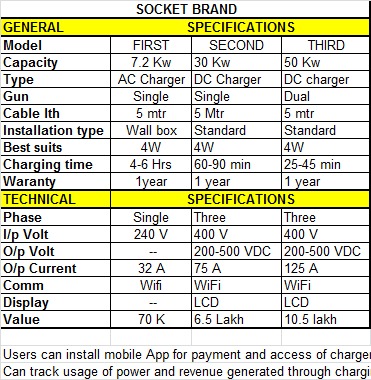 SOCKET BRAND
GENERAL SPECIFICATIONS
Model FIRST SECOND THIRD
Capacity 7.2 Kw 30 Kw 50 Kw
Type AC Charger DC Charger DC charger
Gun Single Single Dual
Cable lth 5 mtr 5 Mtr 5 mtr
Installation type Wall box Standard Standard
Best suits 4W 4W 4W
Charging time 4-6 Hrs 60-90 min 25-45 min
Waranty 1year 1 year 1 year
TECHNICAL SPECIFICATIONS
Phase Single Three Three
I/p Volt 240 V 400 V 400 V
O/p Volt -- 200-500 VDC 200-500 VDC
O/p Current 32 A 75 A 125 A
Comm Wifi WiFi WiFi
Display -- LCD LCD
Value 70 K 6.5 Lakh 10.5 lakh
Users can install mobile App for payment and access of charger
Can track usage of power and revenue generated through chargi